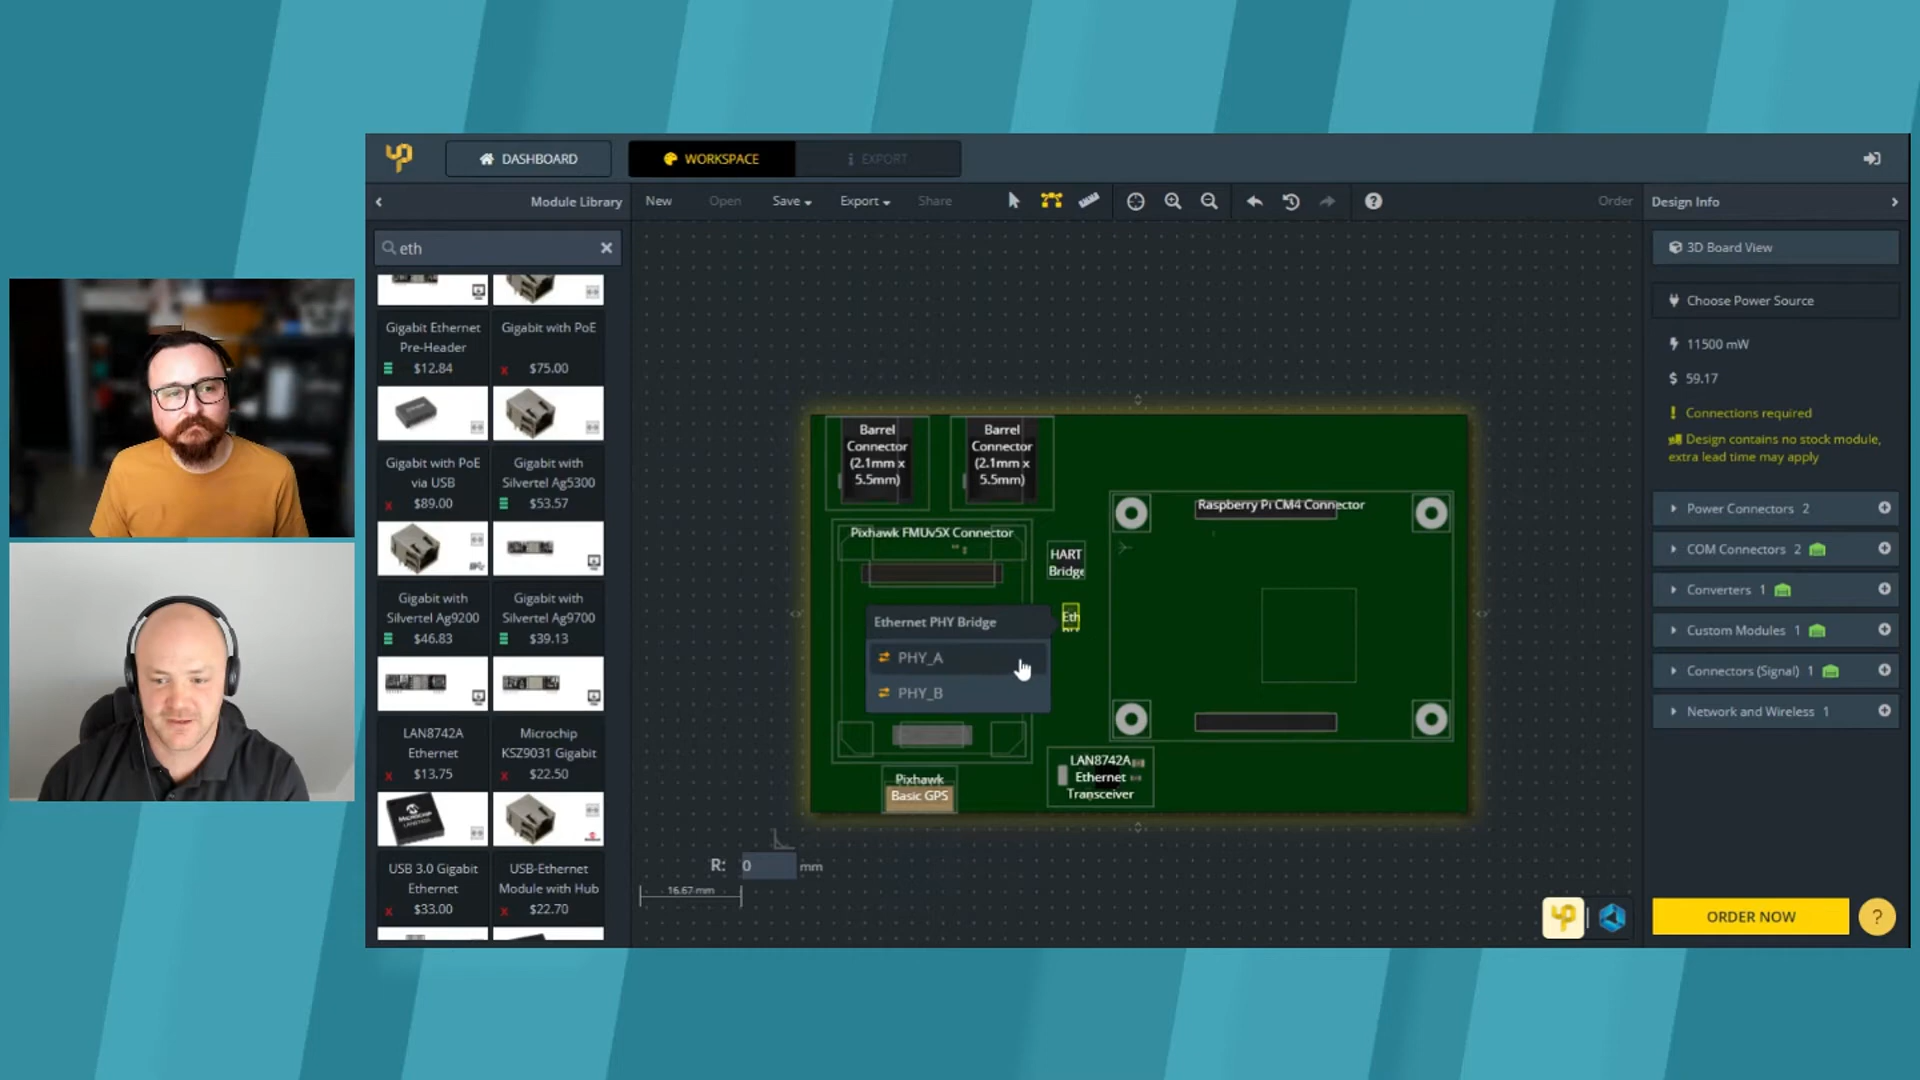 DASHBOARD
WORKSPACE
EXPORT
Module Library
New
Open
Save
Export
Share
Order
Design Info
eth
Gigabit Ethernet
Pre-Header
$12.84
Gigabit with PoE
x $75.00
Gigabit with PoE
via USB
x $89.00
Gigabit with
Silvertel Ag5300
$53.57
Gigabit with
Silvertel Ag9200
$46.83
Gigabit with
Silvertel Ag9700
$39.13
LAN8742A
Ethernet
x $13.75
Microchip
KSZ9031 Gigabit
x $22.50
MICROCHIP
USB 3.0 Gigabit
Ethernet
x $33.00
USB-Ethernet
Module with Hub
x $22.70
Barrel
Connector
(2.1mm x
5.5mm)
Barrel
Connector
(2.1mm x
5.5mm)
Pixhawk FMUv5X Connector
HART
Bridge
Raspberry Pi CM4 Connector
Eth
Ethernet PHY Bridge
PHY_A
PHY_B
Pixhawk
Basic GPS
LAN8742A
Ethernet
Transceiver
R: 0 mm
16.67 mm
3D Board View
Choose Power Source
11500 mW
$ 59.17
! Connections required
Design contains no stock module,
extra lead time may apply
Power Connectors 2
COM Connectors 2
Converters 1
Custom Modules 1
Connectors (Signal) 1
Network and Wireless 1
ORDER NOW
?